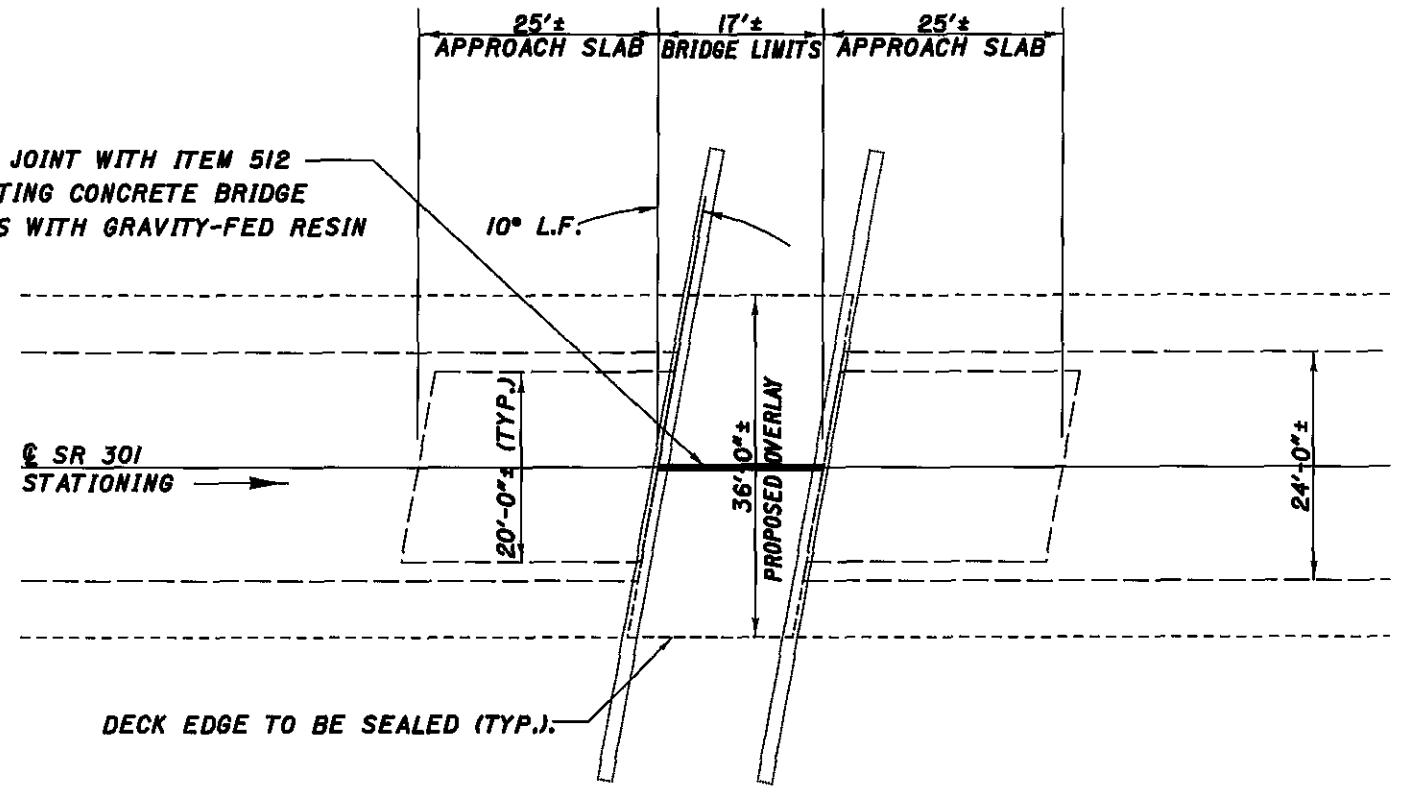 25'± 17'± 25'±
APPROACH SLAB BRIDGE LIMITS APPROACH SLAB
JOINT WITH ITEM 512
TING CONCRETE BRIDGE
S WITH GRAVITY-FED RESIN
10° L.F.
20'-0"± (TYP.)
36'-0"±
PROPOSED OVERLAY
24'-0"±
℄ SR 301
STATIONING
DECK EDGE TO BE SEALED (TYP.).